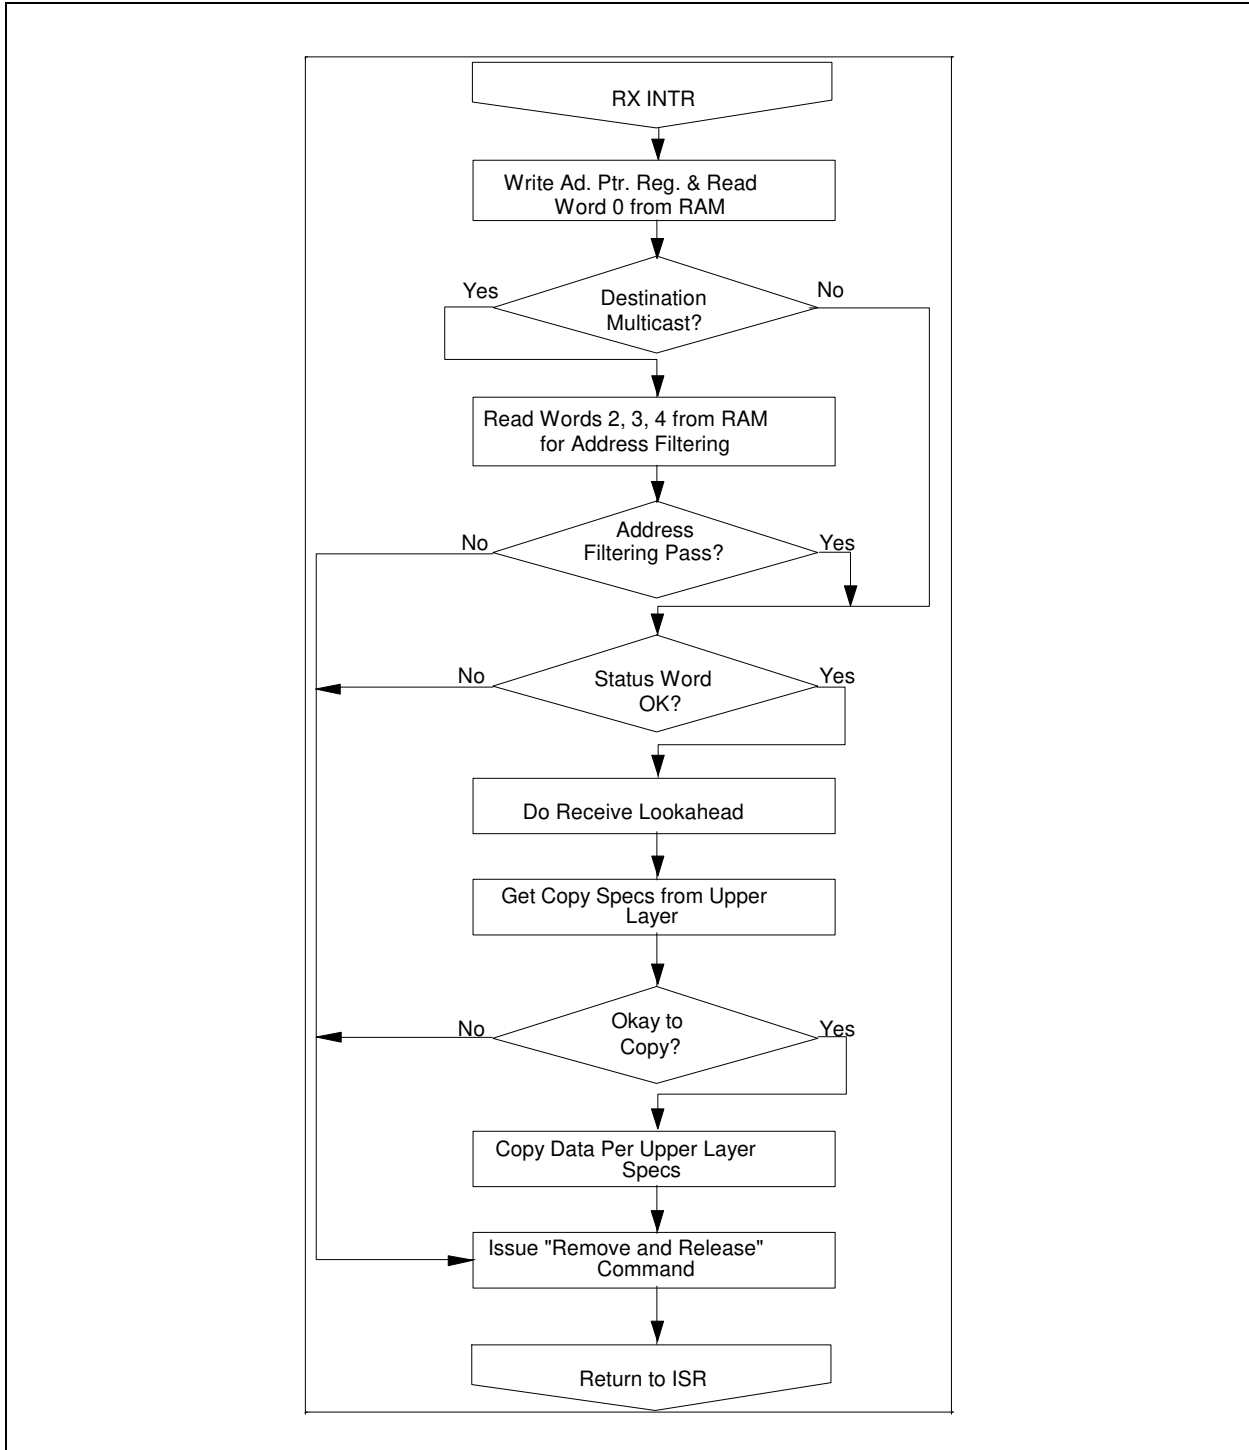 RX INTR
Write Ad. Ptr. Reg. & Read
Word 0 from RAM
Yes
No
Destination
Multicast?
Read Words 2, 3, 4 from RAM
for Address Filtering
Address
Filtering Pass?
No
Yes
Status Word
OK?
No
Yes
Do Receive Lookahead
Get Copy Specs from Upper
Layer
Okay to
Copy?
No
Yes
Copy Data Per Upper Layer
Specs
Issue "Remove and Release"
Command
Return to ISR